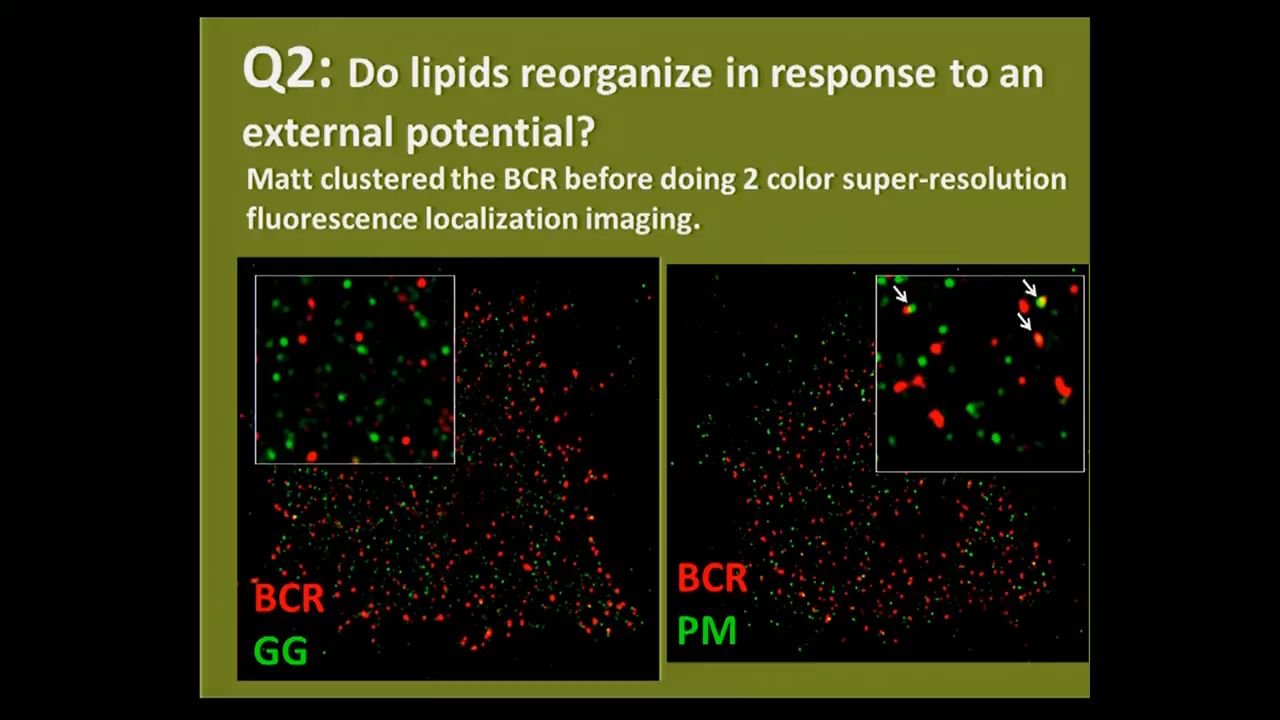 Q2: Do lipids reorganize in response to an
external potential?
Matt clustered the BCR before doing 2 color super-resolution
fluorescence localization imaging.
BCR
GG
BCR
PM